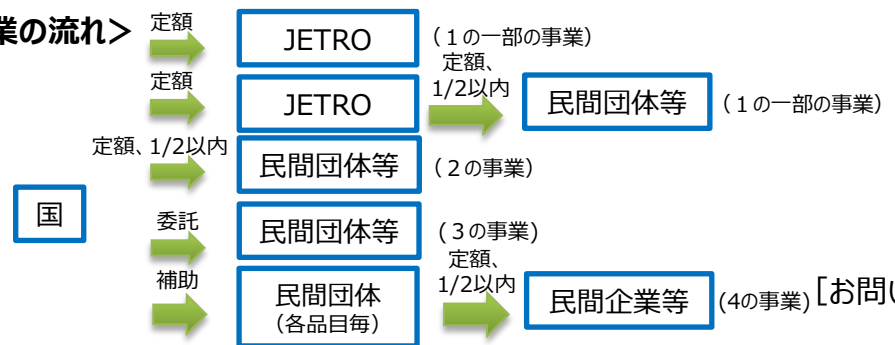 業の流れ>
定額
JETRO
(1の一部の事業)
定額
JETRO
定額、
1/2以内
民間団体等
(1の一部の事業)
定額、1/2以内
民間団体等
(2の事業)
国
委託
民間団体等
(3の事業)
補助
民間団体
(各品目毎)
定額、
1/2以内
民間企業等
(4の事業)
[お問い